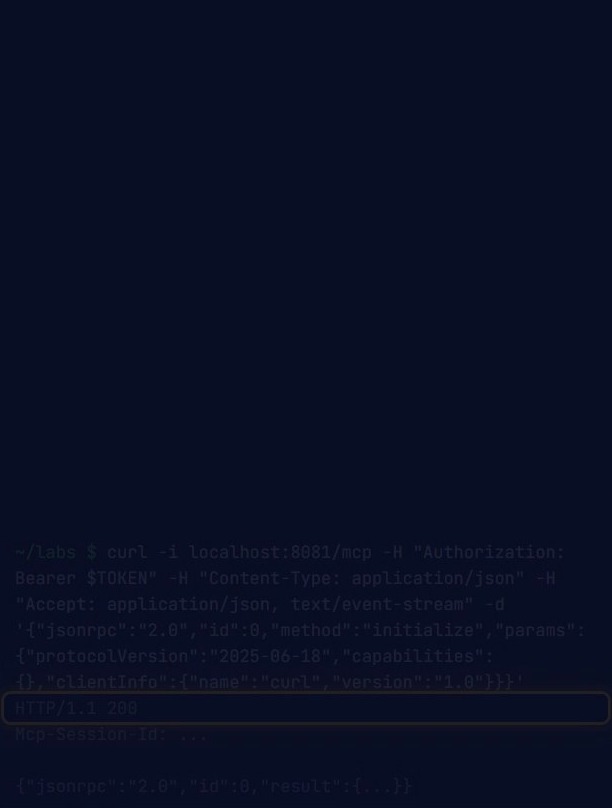 ~/labs $ curl -i localhost:8081/mcp -H "Authorization:
Bearer $TOKEN" -H "Content-Type: application/json" -H
"Accept: application/json, text/event-stream" -d
'{"jsonrpc":"2.0","id":0,"method":"initialize","params":
{"protocolVersion":"2025-06-18","capabilities":
{},"clientInfo":{"name":"curl","version":"1.0"}}}'
HTTP/1.1 200
Mcp-Session-Id: ...
{"jsonrpc":"2.0","id":0,"result":{...}}